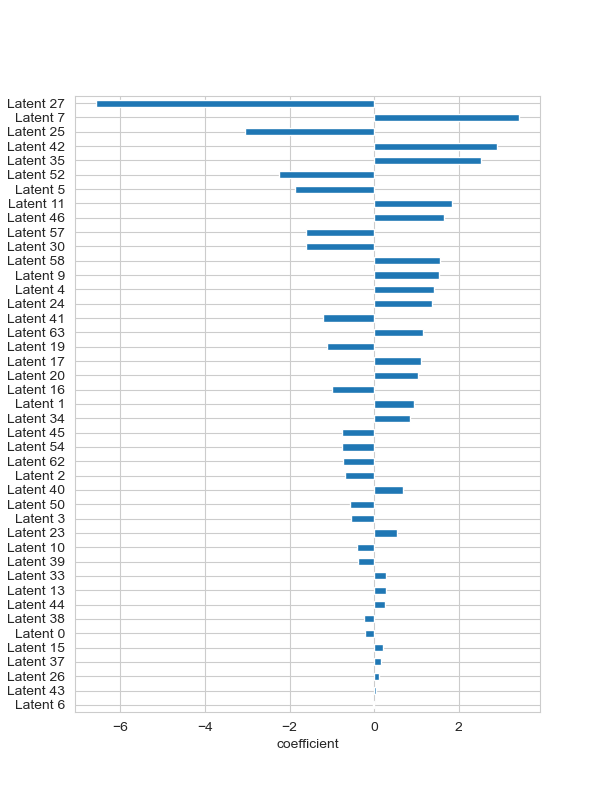 Latent 27
Latent 7
Latent 25
Latent 42
Latent 35
Latent 52
Latent 5
Latent 11
Latent 46
Latent 57
Latent 30
Latent 58
Latent 9
Latent 4
Latent 24
Latent 41
Latent 63
Latent 19
Latent 17
Latent 20
Latent 16
Latent 1
Latent 34
Latent 45
Latent 54
Latent 62
Latent 2
Latent 40
Latent 50
Latent 3
Latent 23
Latent 10
Latent 39
Latent 33
Latent 13
Latent 44
Latent 38
Latent 0
Latent 15
Latent 37
Latent 26
Latent 43
Latent 6
−6 −4 −2 0 2
coefficient